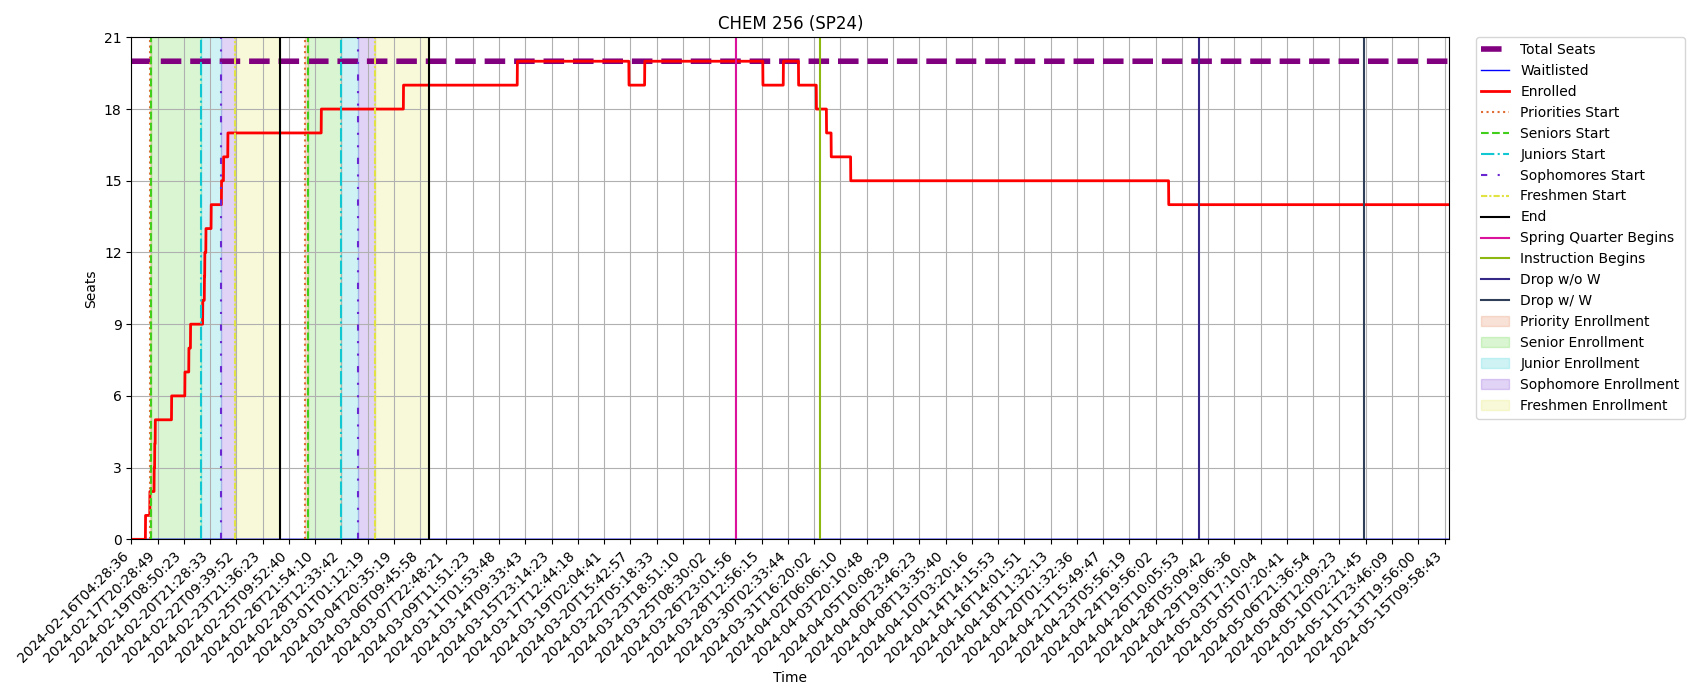 CHEM 256 (SP24)
Seats
21
18
15
12
9
6
3
0
2024-02-16T04:28:36
2024-02-17T20:28:49
2024-02-19T08:50:23
2024-02-20T21:28:33
2024-02-22T09:39:52
2024-02-23T21:36:23
2024-02-25T09:52:40
2024-02-26T21:54:10
2024-02-28T12:33:42
2024-03-01T01:12:19
2024-03-04T20:35:19
2024-03-06T09:45:58
2024-03-07T22:48:21
2024-03-09T11:51:23
2024-03-11T01:53:48
2024-03-14T09:33:43
2024-03-15T23:14:23
2024-03-17T12:44:18
2024-03-19T02:04:41
2024-03-20T15:42:57
2024-03-22T05:18:33
2024-03-23T18:51:10
2024-03-25T08:30:02
2024-03-26T23:01:56
2024-03-28T12:56:15
2024-03-30T02:33:44
2024-03-31T16:20:02
2024-04-02T06:06:10
2024-04-03T20:10:48
2024-04-05T10:08:29
2024-04-06T23:46:23
2024-04-08T13:35:40
2024-04-10T03:20:16
2024-04-14T14:15:53
2024-04-16T14:01:51
2024-04-18T11:32:13
2024-04-20T01:32:36
2024-04-21T15:49:47
2024-04-23T05:56:19
2024-04-24T19:56:02
2024-04-26T10:05:53
2024-04-28T05:09:42
2024-04-29T19:06:36
2024-05-03T17:10:04
2024-05-05T07:20:41
2024-05-06T21:36:54
2024-05-08T12:09:23
2024-05-10T02:21:45
2024-05-11T23:46:09
2024-05-13T19:56:00
2024-05-15T09:58:43
Time
Total Seats
Waitlisted
Enrolled
Priorities Start
Seniors Start
Juniors Start
Sophomores Start
Freshmen Start
End
Spring Quarter Begins
Instruction Begins
Drop w/o W
Drop w/ W
Priority Enrollment
Senior Enrollment
Junior Enrollment
Sophomore Enrollment
Freshmen Enrollment